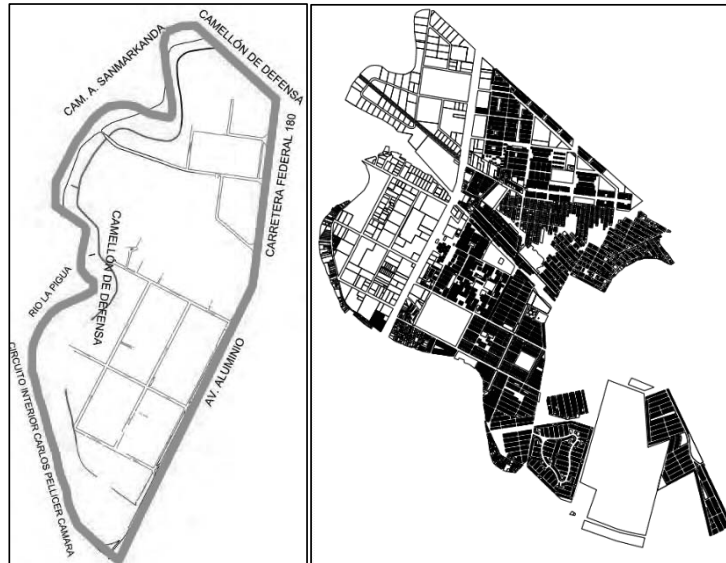 CAM. A. SANMARKANDA
CAMELLÓN DE DEFENSA
CARRETERA FEDERAL 180
CAMELLÓN DE DEFENSA
RIO LA PIGUA
AV. ALUMINIO
CIRCUITO INTERIOR CARLOS PELLICER CAMARA